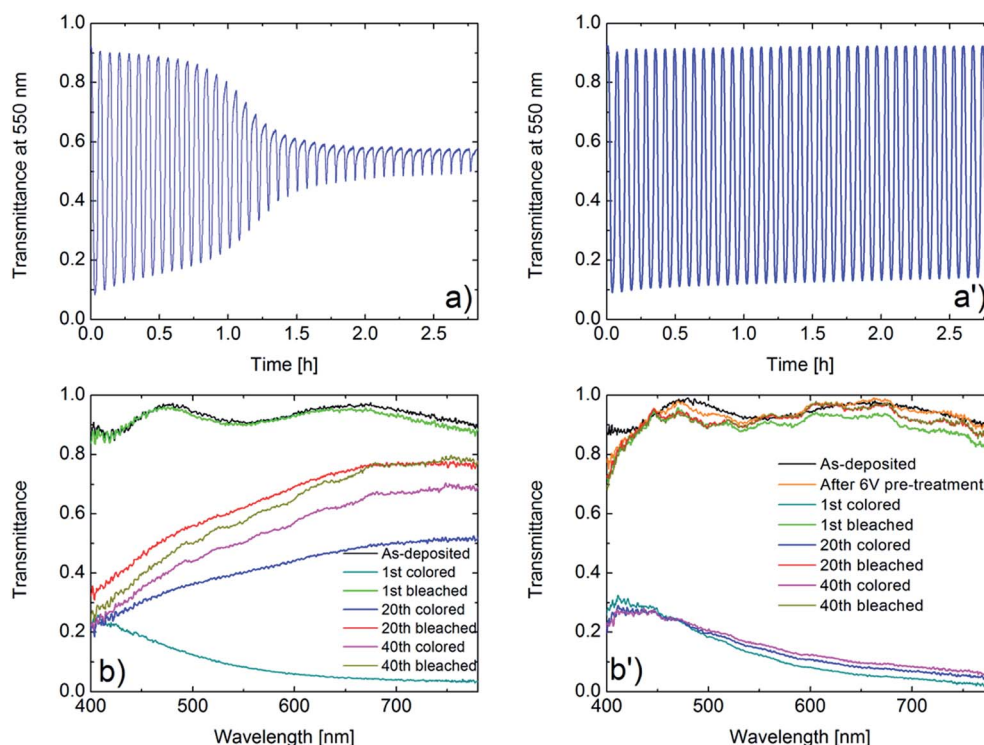 1.0
0.8
0.6
0.4
0.2
0.0
Transmittance at 550 nm
a)
0.0 0.5 1.0 1.5 2.0 2.5
Time [h]
1.0
0.8
0.6
0.4
0.2
0.0
Transmittance at 550 nm
a')
0.0 0.5 1.0 1.5 2.0 2.5
Time [h]
1.0
0.8
0.6
0.4
0.2
0.0
Transmittance
As-deposited
1st colored
1st bleached
20th colored
20th bleached
40th colored
40th bleached
b)
400 500 600 700
Wavelength [nm]
1.0
0.8
0.6
0.4
0.2
0.0
Transmittance
As-deposited
After 6V pre-treatment
1st colored
1st bleached
20th colored
20th bleached
40th colored
40th bleached
b')
400 500 600 700
Wavelength [nm]